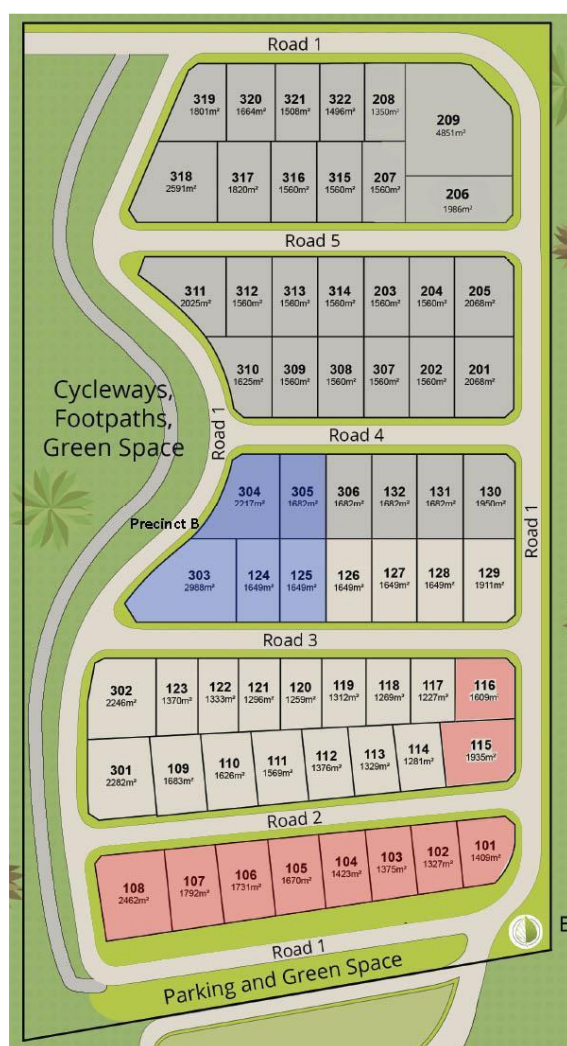 Road 1
319
1801m²
320
1664m²
321
1508m²
322
1496m²
208
1350m²
209
4851m²
318
2591m²
317
1820m²
316
1560m²
315
1560m²
207
1560m²
206
1986m²
Road 5
311
2025m²
312
1560m²
313
1560m²
314
1560m²
203
1560m²
204
1560m²
205
2068m²
310
1625m²
309
1560m²
308
1560m²
307
1560m²
202
1560m²
201
2068m²
Cycleways,
Footpaths,
Green Space
Road 1
Road 4
304
2217m²
305
1682m²
306
1682m²
132
1682m²
131
1682m²
130
1950m²
Precinct B
Road 1
303
2988m²
124
1649m²
125
1649m²
126
1649m²
127
1649m²
128
1649m²
129
1911m²
Road 3
302
2246m²
123
1370m²
122
1333m²
121
1296m²
120
1259m²
119
1312m²
118
1269m²
117
1227m²
116
1609m²
301
2282m²
109
1683m²
110
1626m²
111
1569m²
112
1376m²
113
1329m²
114
1281m²
115
1935m²
Road 2
108
2462m²
107
1792m²
106
1731m²
105
1670m²
104
1423m²
103
1375m²
102
1327m²
101
1409m²
Road 1
Parking and Green Space